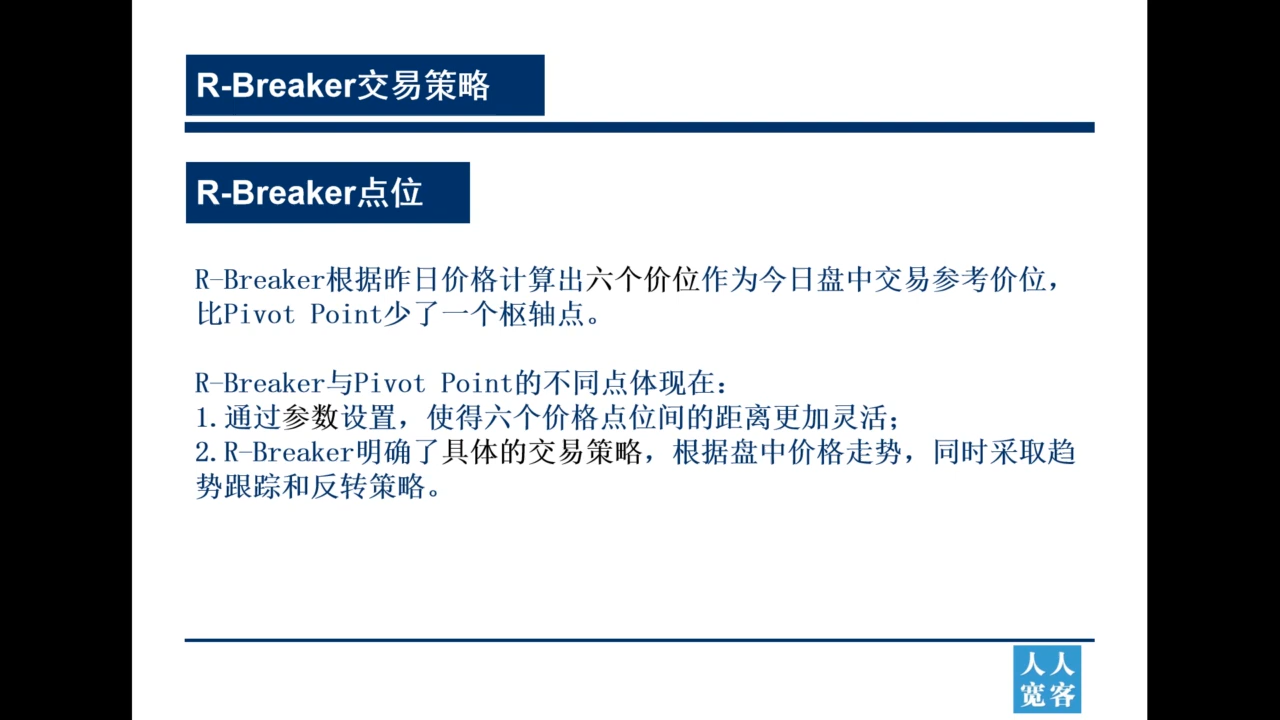 R-Breaker交易策略
R-Breaker点位
R-Breaker根据昨日价格计算出六个价位作为今日盘中交易参考价位，
比Pivot Point少了一个枢轴点。
R-Breaker与Pivot Point的不同点体现在：
1.通过参数设置，使得六个价格点位间的距离更加灵活；
2.R-Breaker明确了具体的交易策略，根据盘中价格走势，同时采取趋
势跟踪和反转策略。
人人
宽客